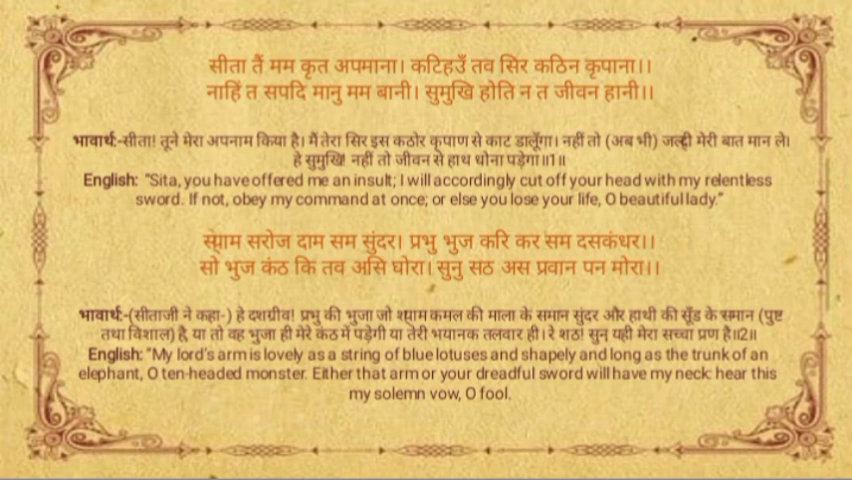 सीता तैं मम कृत अपमाना। कटिहउँ तव सिर कठिन कृपाना।।
नाहिं त सपदि मानु मम बानी। सुमुखि होति न त जीवन हानी।।
भावार्थ:-सीता! तूने मेरा अपनाम किया है। मैं तेरा सिर इस कठोर कृपाण से काट डालूँगा। नहीं तो (अब भी) जल्दी मेरी बात मान ले।
हे सुमुखि! नहीं तो जीवन से हाथ धोना पड़ेगा॥1॥
English: “Sita, you have offered me an insult; I will accordingly cut off your head with my relentless
sword. If not, obey my command at once; or else you lose your life, O beautiful lady.”
स्याम सरोज दाम सम सुंदर। प्रभु भुज करि कर सम दसकंधर।।
सो भुज कंठ कि तव असि घोरा। सुनु सठ अस प्रवान पन मोरा।।
भावार्थ:-(सीताजी ने कहा-) हे दशग्रीव! प्रभु की भुजा जो श्याम कमल की माला के समान सुंदर और हाथी की सूँड के समान (पुष्ट
तथा विशाल) है, या तो वह भुजा ही मेरे कंठ में पड़ेगी या तेरी भयानक तलवार ही। रे शठ! सुन, यही मेरा सच्चा प्रण है॥2॥
English: “My lord’s arm is lovely as a string of blue lotuses and shapely and long as the trunk of an
elephant, O ten-headed monster. Either that arm or your dreadful sword will have my neck: hear this
my solemn vow, O fool.